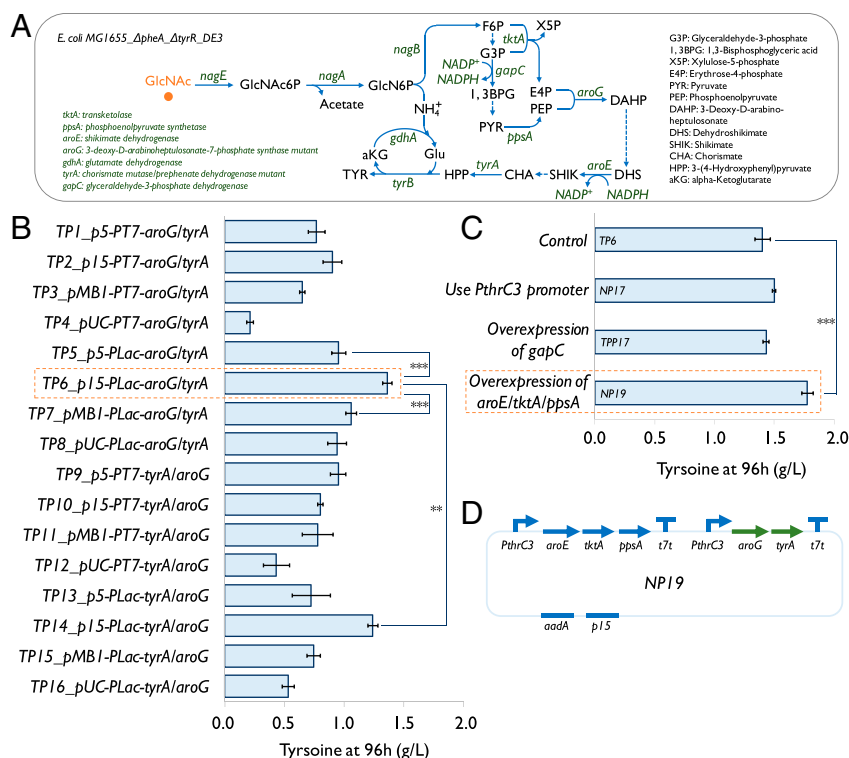 A
E. coli MG1655_ΔpheA_ΔtyrR_DE3
GlcNAc
nagE
GlcNAc6P
nagA
Acetate
GlcN6P
nagB
F6P
tktA
X5P
G3P
NADP+
NADPH
gapC
1, 3BPG
E4P
PEP
aroG
DAHP
PYR
ppsA
NH4+
gdhA
aKG
Glu
TYR
tyrB
HPP
tyrA
CHA
SHIK
aroE
DHS
NADP+
NADPH
tktA: transketolase
ppsA: phosphoenolpyruvate synthetase
aroE: shikimate dehydrogenase
aroG: 3-deoxy-D-arabinoheptulosonate-7-phosphate synthase mutant
gdhA: glutamate dehydrogenase
tyrA: chorismate mutase/prephenate dehydrogenase mutant
gapC: glyceraldehyde-3-phosphate dehydrogenase
G3P: Glyceraldehyde-3-phosphate
1, 3BPG: 1,3-Bisphosphoglyceric acid
X5P: Xylulose-5-phosphate
E4P: Erythrose-4-phosphate
PYR: Pyruvate
PEP: Phosphoenolpyruvate
DAHP: 3-Deoxy-D-arabino-
heptulosonate
DHS: Dehydroshikimate
SHIK: Shikimate
CHA: Chorismate
HPP: 3-(4-Hydroxyphenyl)pyruvate
aKG: alpha-Ketoglutarate
B
TP1_p5-PT7-aroG/tyrA
TP2_p15-PT7-aroG/tyrA
TP3_pMB1-PT7-aroG/tyrA
TP4_pUC-PT7-aroG/tyrA
TP5_p5-PLac-aroG/tyrA
TP6_p15-PLac-aroG/tyrA
TP7_pMB1-PLac-aroG/tyrA
TP8_pUC-PLac-aroG/tyrA
TP9_p5-PT7-tyrA/aroG
TP10_p15-PT7-tyrA/aroG
TP11_pMB1-PT7-tyrA/aroG
TP12_pUC-PT7-tyrA/aroG
TP13_p5-PLac-tyrA/aroG
TP14_p15-PLac-tyrA/aroG
TP15_pMB1-PLac-tyrA/aroG
TP16_pUC-PLac-tyrA/aroG
***
***
**
0.0 0.5 1.0 1.5 2.0
Tyrsoine at 96h (g/L)
C
Control
TP6
Use PthrC3 promoter
NP17
Overexpression
of gapC
TPP17
Overexpression of
aroE/tktA/ppsA
NP19
***
0.0 0.5 1.0 1.5 2.0
Tyrsoine at 96h (g/L)
D
PthrC3 aroE tktA ppsA t7t PthrC3 aroG tyrA t7t
NP19
aadA p15